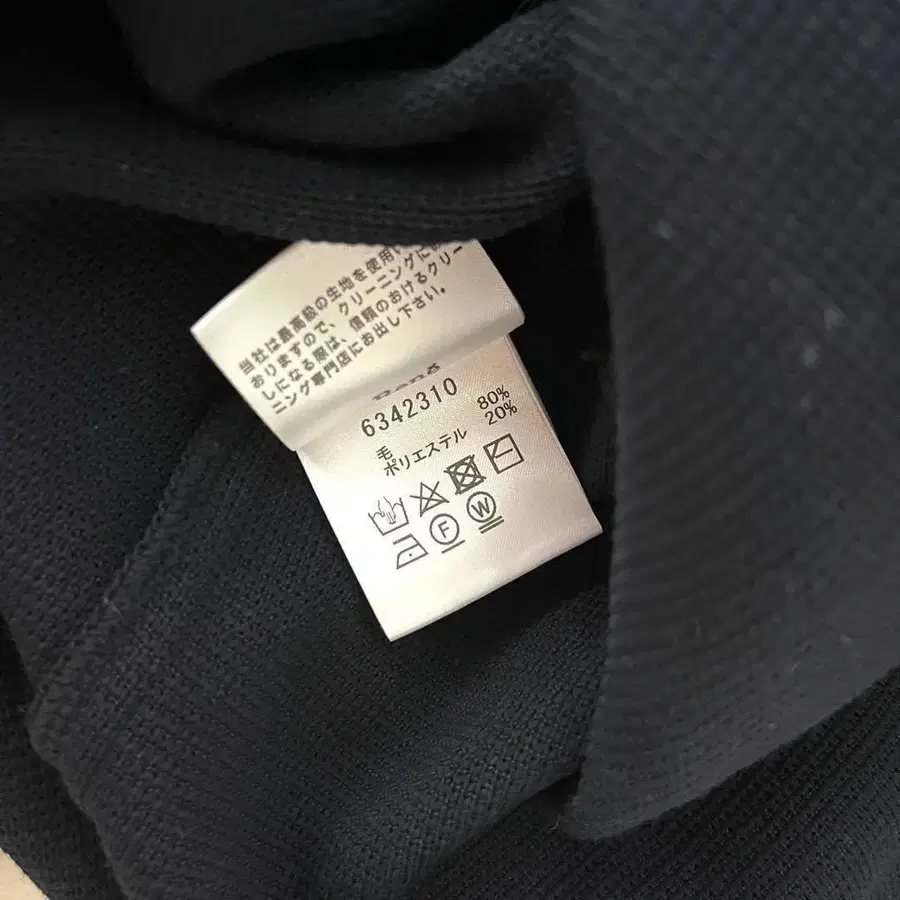 当社は最高級の生地を使用い
おりますので、クリーニングに
しになる際は、信頼のおけるクリー
ニング専門店にお出し下さい。
6342310
毛 80%
ポリエステル 20%
F W